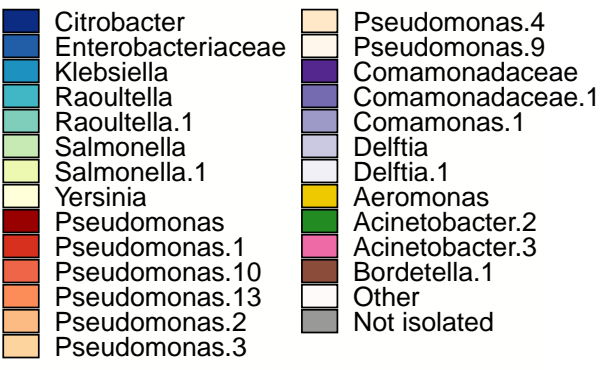 Citrobacter
Enterobacteriaceae
Klebsiella
Raoultella
Raoultella.1
Salmonella
Salmonella.1
Yersinia
Pseudomonas
Pseudomonas.1
Pseudomonas.10
Pseudomonas.13
Pseudomonas.2
Pseudomonas.3
Pseudomonas.4
Pseudomonas.9
Comamonadaceae
Comamonadaceae.1
Comamonas.1
Delftia
Delftia.1
Aeromonas
Acinetobacter.2
Acinetobacter.3
Bordetella.1
Other
Not isolated